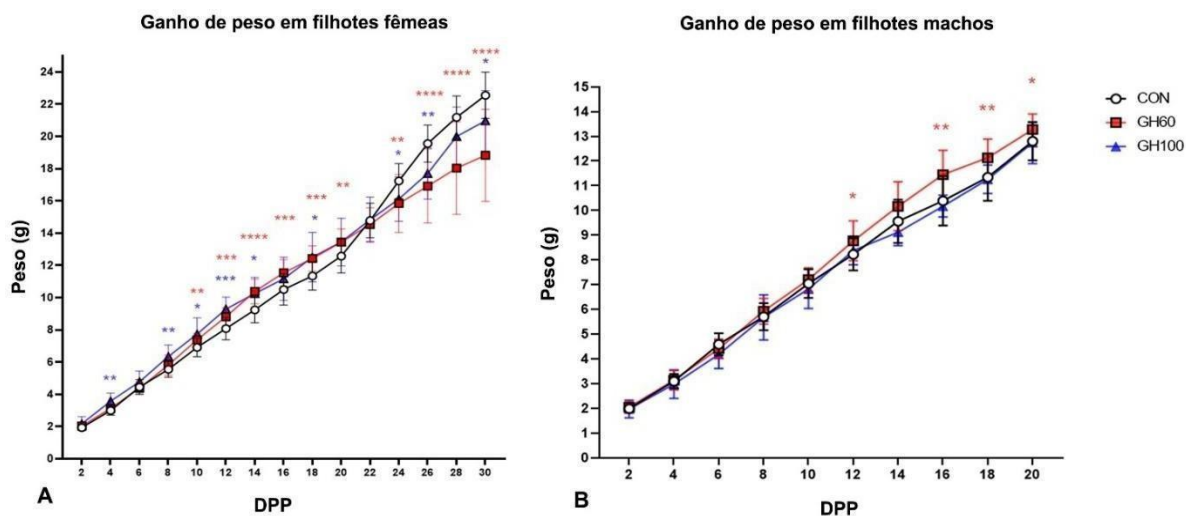 Ganho de peso em filhotes fêmeas
24
22
20
18
16
14
12
10
8
6
4
2
0
Peso (g)
** ** ** * *** *** **** * *** *** * ** ** * **** ** **** **** *
2 4 6 8 10 12 14 16 18 20 22 24 26 28 30
A
DPP
Ganho de peso em filhotes machos
15
14
13
12
11
10
9
8
7
6
5
4
3
2
1
0
Peso (g)
* ** ** *
2 4 6 8 10 12 14 16 18 20
B
DPP
CON
GH60
GH100